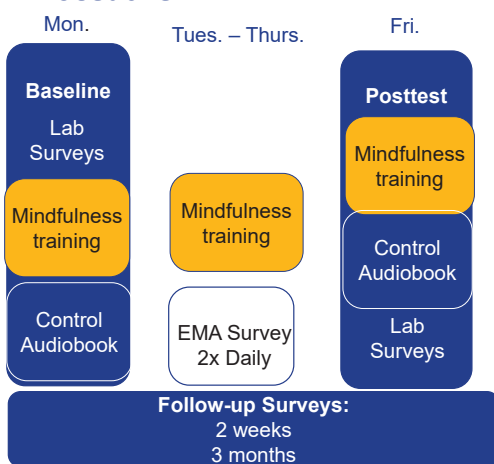 Mon.
Tues. – Thurs.
Fri.
Baseline
Lab
Surveys
Mindfulness
training
Control
Audiobook
Mindfulness
training
EMA Survey
2x Daily
Posttest
Mindfulness
training
Control
Audiobook
Lab
Surveys
Follow-up Surveys:
2 weeks
3 months